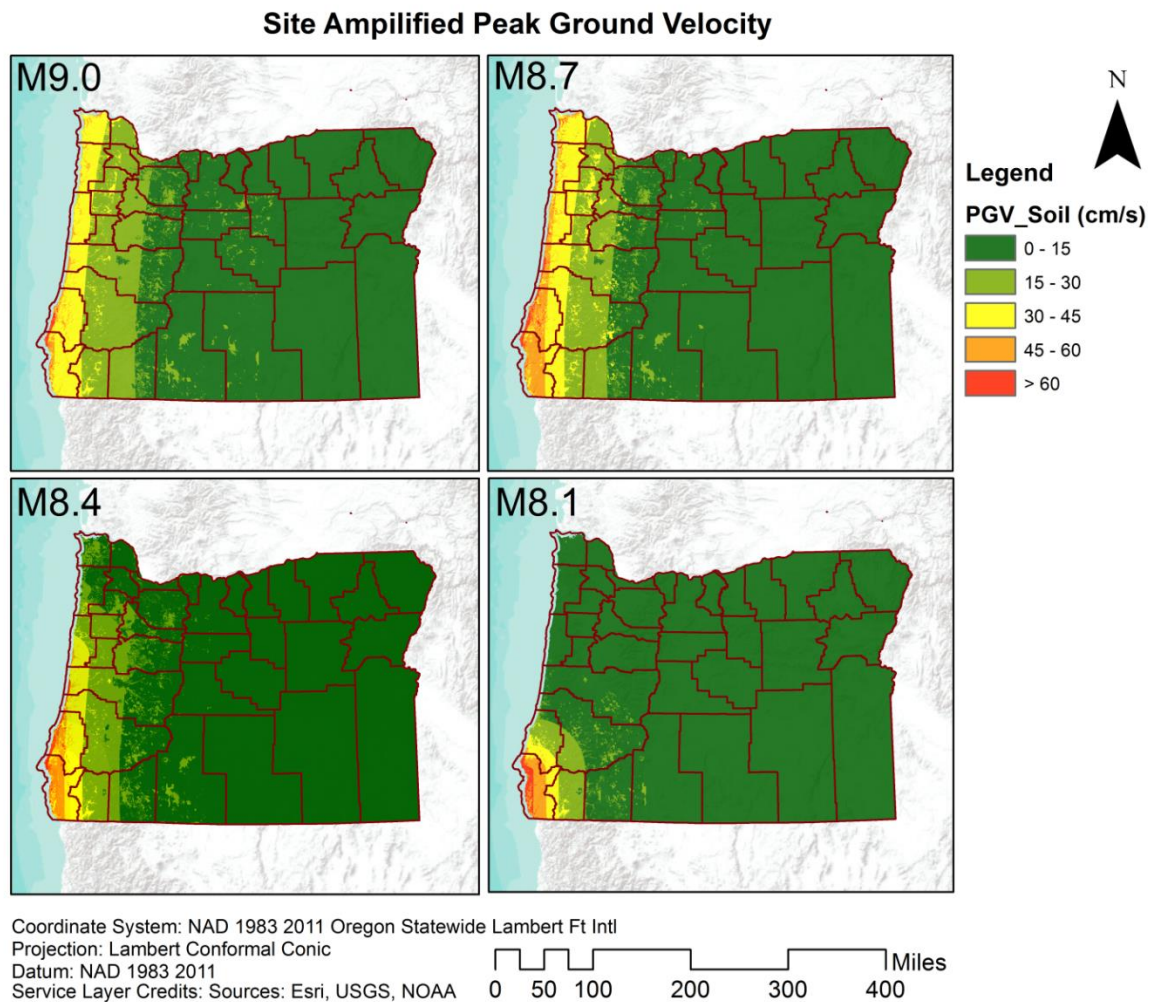 Site Ampilified Peak Ground Velocity
M9.0
M8.7
N
Legend
PGV_Soil (cm/s)
0 - 15
15 - 30
30 - 45
45 - 60
> 60
M8.4
M8.1
Coordinate System: NAD 1983 2011 Oregon Statewide Lambert Ft Intl
Projection: Lambert Conformal Conic
Datum: NAD 1983 2011
Service Layer Credits: Sources: Esri, USGS, NOAA
Miles
0 50 100 200 300 400